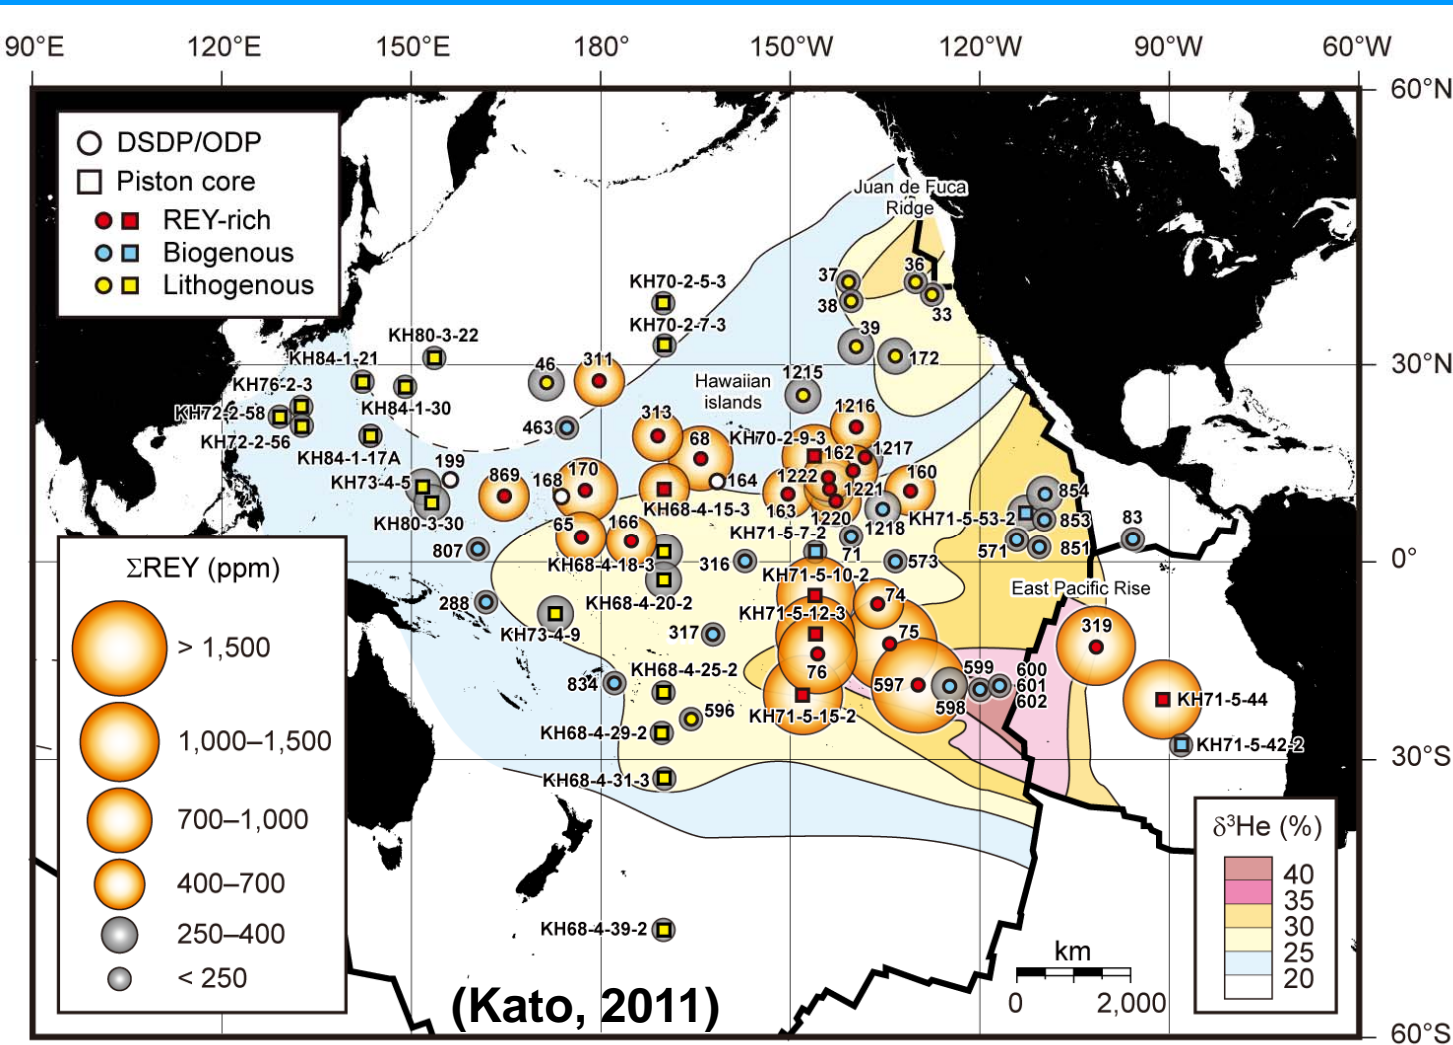 90°E 120°E 150°E 180° 150°W 120°W 90°W 60°W
60°N
DSDP/ODP
Piston core
REY-rich
Biogenous
Lithogenous
Juan de Fuca
Ridge
37
36
38
33
KH70-2-5-3
KH70-2-7-3
39
172
KH80-3-22
KH84-1-21
46
311
30°N
1215
Hawaiian
islands
KH76-2-3
KH84-1-30
KH72-2-58
KH72-2-56
463
313
1216
KH84-1-17A
68
KH70-2-9-3
162
1217
199
KH73-4-5
869
168
170
164
1222
160
854
KH68-4-15-3
163
1221
KH80-3-30
1220
1218
KH71-5-53-2
853
83
65
166
KH71-5-7-2
71
571
851
807
KH68-4-18-3
316
573
0°
ΣREY (ppm)
KH71-5-10-2
East Pacific Rise
288
KH68-4-20-2
74
KH71-5-12-3
319
KH73-4-9
317
75
> 1,500
76
834
KH68-4-25-2
597
599
600
601
602
598
KH71-5-44
596
KH71-5-15-2
1,000–1,500
KH68-4-29-2
KH71-5-42-2
30°S
KH68-4-31-3
700–1,000
δ³He (%)
40
35
30
25
20
400–700
250–400
KH68-4-39-2
< 250
km
0 2,000
(Kato, 2011)
60°S